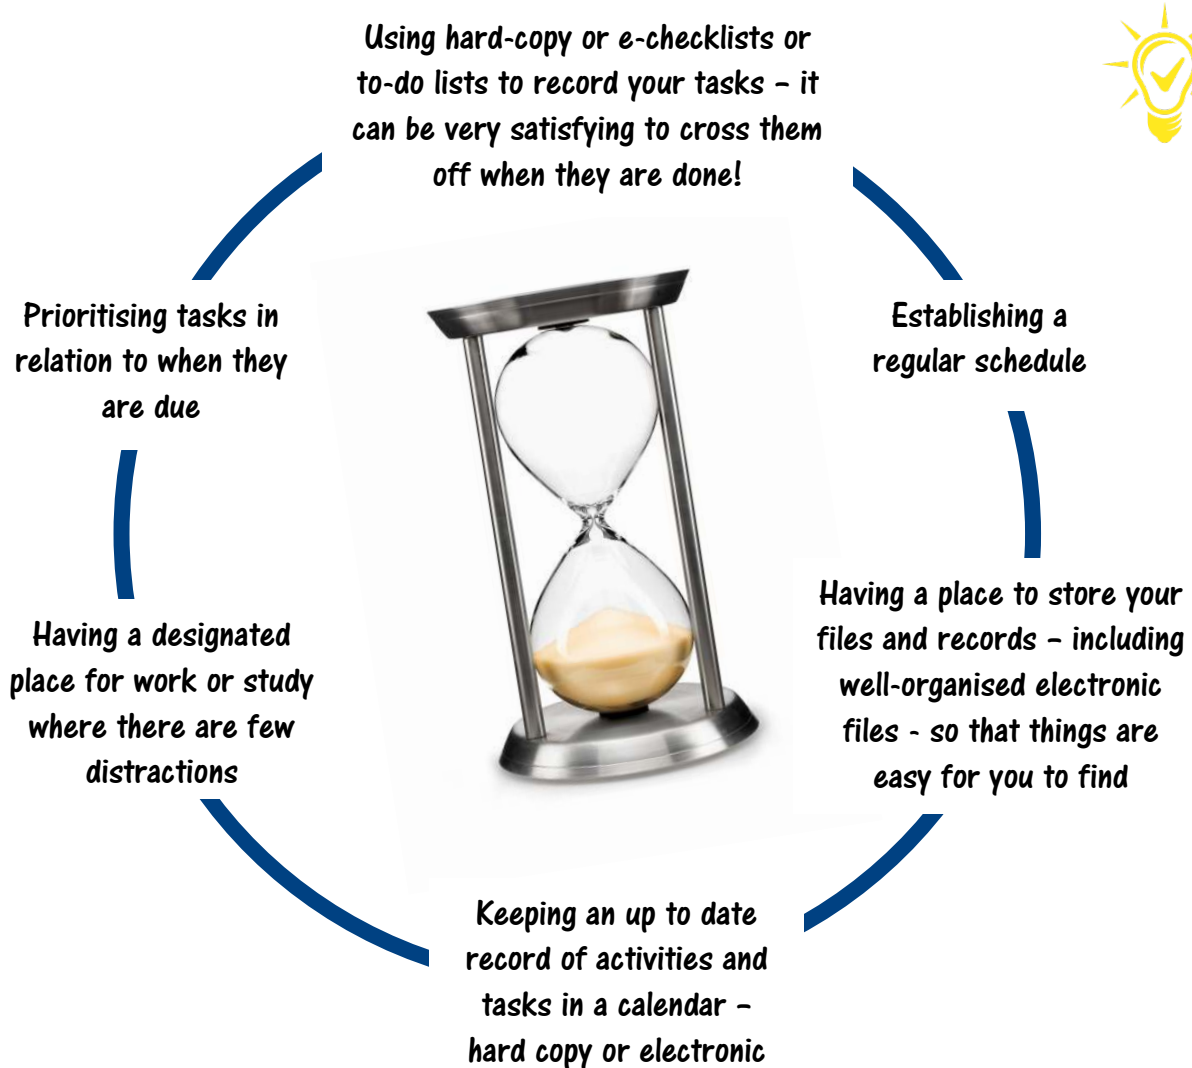 Using hard-copy or e-checklists or
to-do lists to record your tasks – it
can be very satisfying to cross them
off when they are done!
Establishing a
regular schedule
Having a place to store your
files and records – including
well-organised electronic
files - so that things are
easy for you to find
Keeping an up to date
record of activities and
tasks in a calendar –
hard copy or electronic
Having a designated
place for work or study
where there are few
distractions
Prioritising tasks in
relation to when they
are due